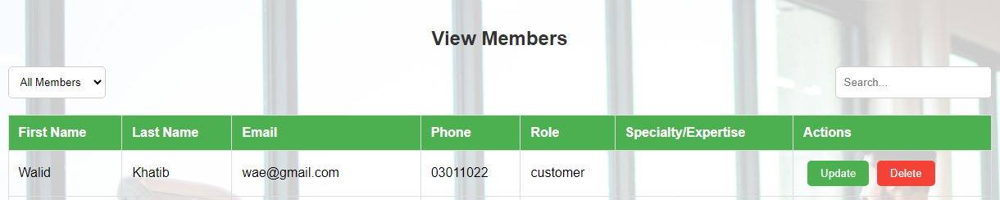 View Members
All Members
Search...
First Name Last Name Email Phone Role Specialty/Expertise Actions
Walid Khatib wae@gmail.com 03011022 customer Update Delete